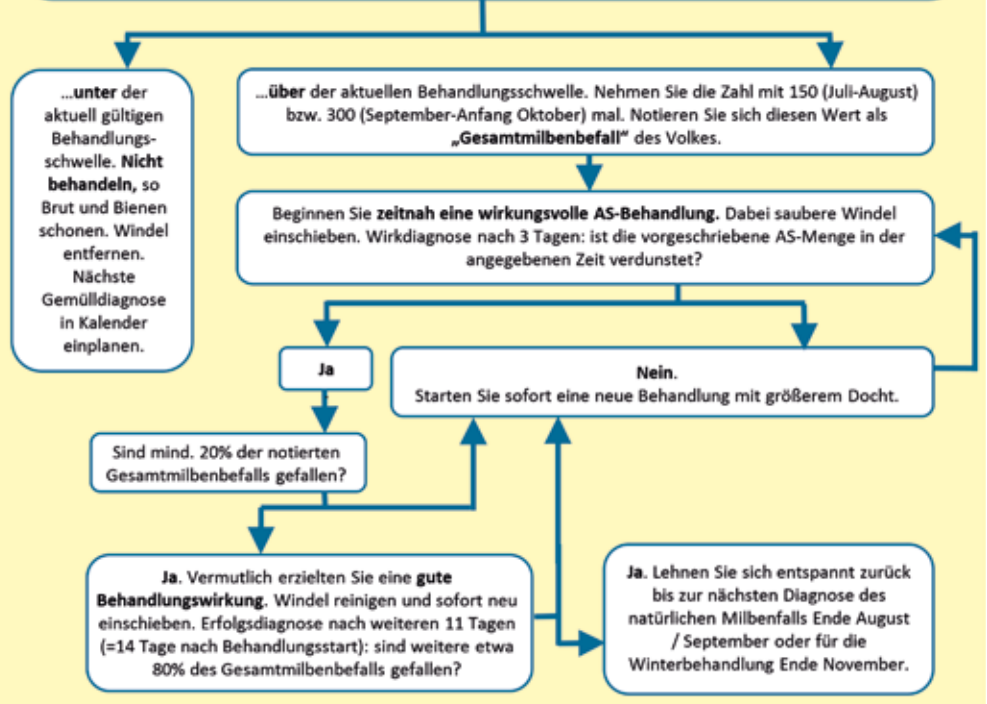 ...unter der
aktuell gültigen
Behandlungs-
schwelle. Nicht
behandeln, so
Brut und Bienen
schonen. Windel
entfernen.
Nächste
Gemülldiagnose
in Kalender
einplanen.
...über der aktuellen Behandlungsschwelle. Nehmen Sie die Zahl mit 150 (Juli-August)
bzw. 300 (September-Anfang Oktober) mal. Notieren Sie sich diesen Wert als
„Gesamtmilbenbefall“ des Volkes.
Beginnen Sie zeitnah eine wirkungsvolle AS-Behandlung. Dabei saubere Windel
einschieben. Wirkdiagnose nach 3 Tagen: ist die vorgeschriebene AS-Menge in der
angegebenen Zeit verdunstet?
Ja
Nein.
Starten Sie sofort eine neue Behandlung mit größerem Docht.
Sind mind. 20% der notierten
Gesamtmilbenbefalls gefallen?
Ja. Vermutlich erzielten Sie eine gute
Behandlungswirkung. Windel reinigen und sofort neu
einschieben. Erfolgsdiagnose nach weiteren 11 Tagen
(=14 Tage nach Behandlungsstart): sind weitere etwa
80% des Gesamtmilbenbefalls gefallen?
Ja. Lehnen Sie sich entspannt zurück
bis zur nächsten Diagnose des
natürlichen Milbenfalls Ende August
/ September oder für die
Winterbehandlung Ende November.